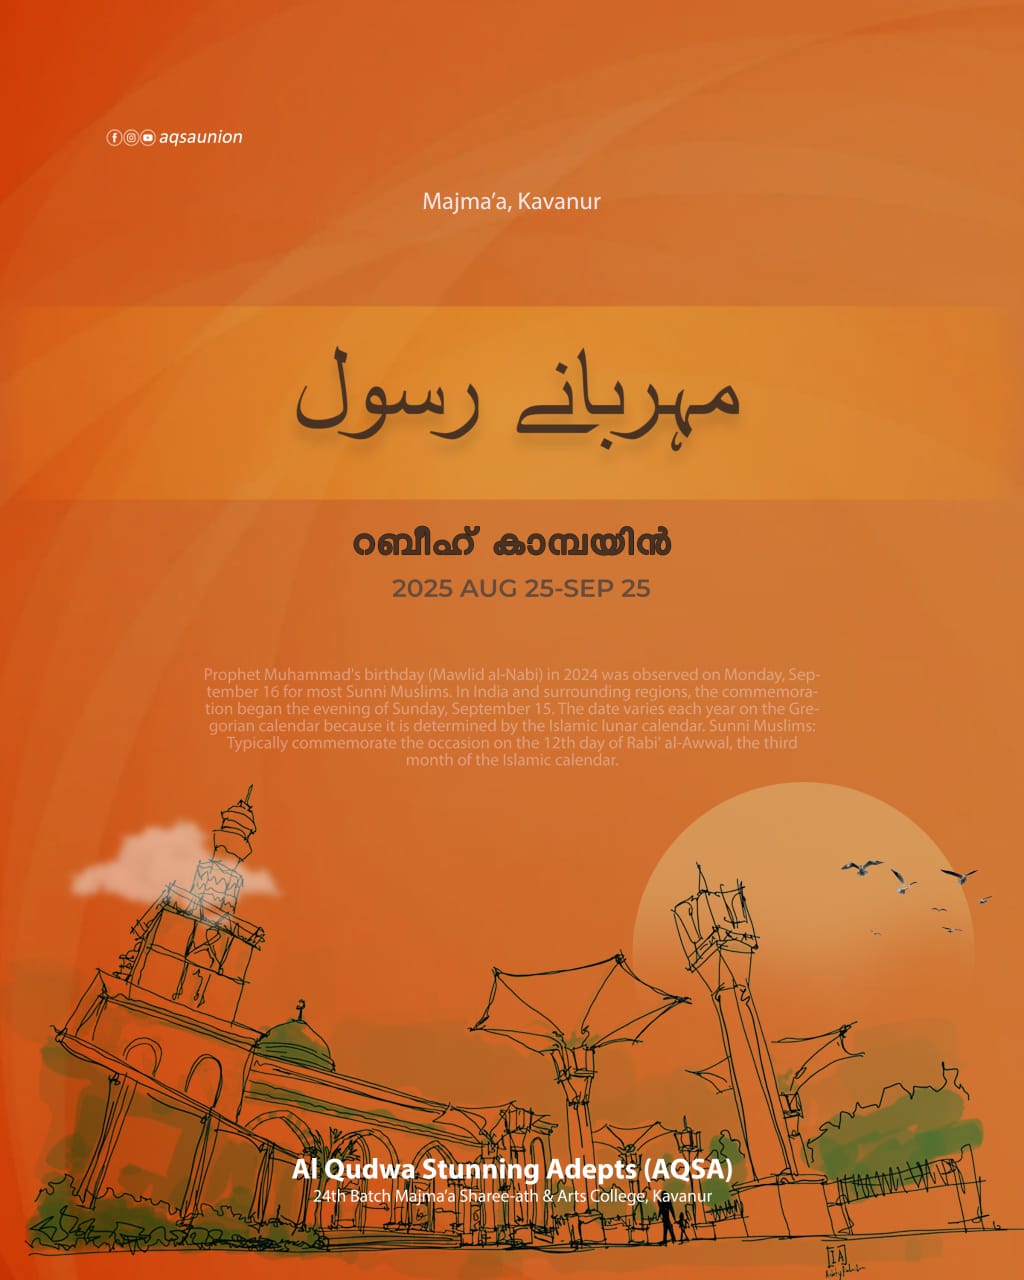 aqsaunion
Majma’a, Kavanur
مہربانے رسول
റബീഹ് കാമ്പയിൻ
2025 AUG 25-SEP 25
Prophet Muhammad's birthday (Mawlid al-Nabi) in 2024 was observed on Monday, Sep-
tember 16 for most Sunni Muslims. In India and surrounding regions, the commemora-
tion began the evening of Sunday, September 15. The date varies each year on the Gre-
gorian calendar because it is determined by the Islamic lunar calendar. Sunni Muslims:
Typically commemorate the occasion on the 12th day of Rabi' al-Awwal, the third
month of the Islamic calendar.
Al Qudwa Stunning Adepts (AQSA)
24th Batch Majma’a Sharee-ath & Arts College, Kavanur
IA